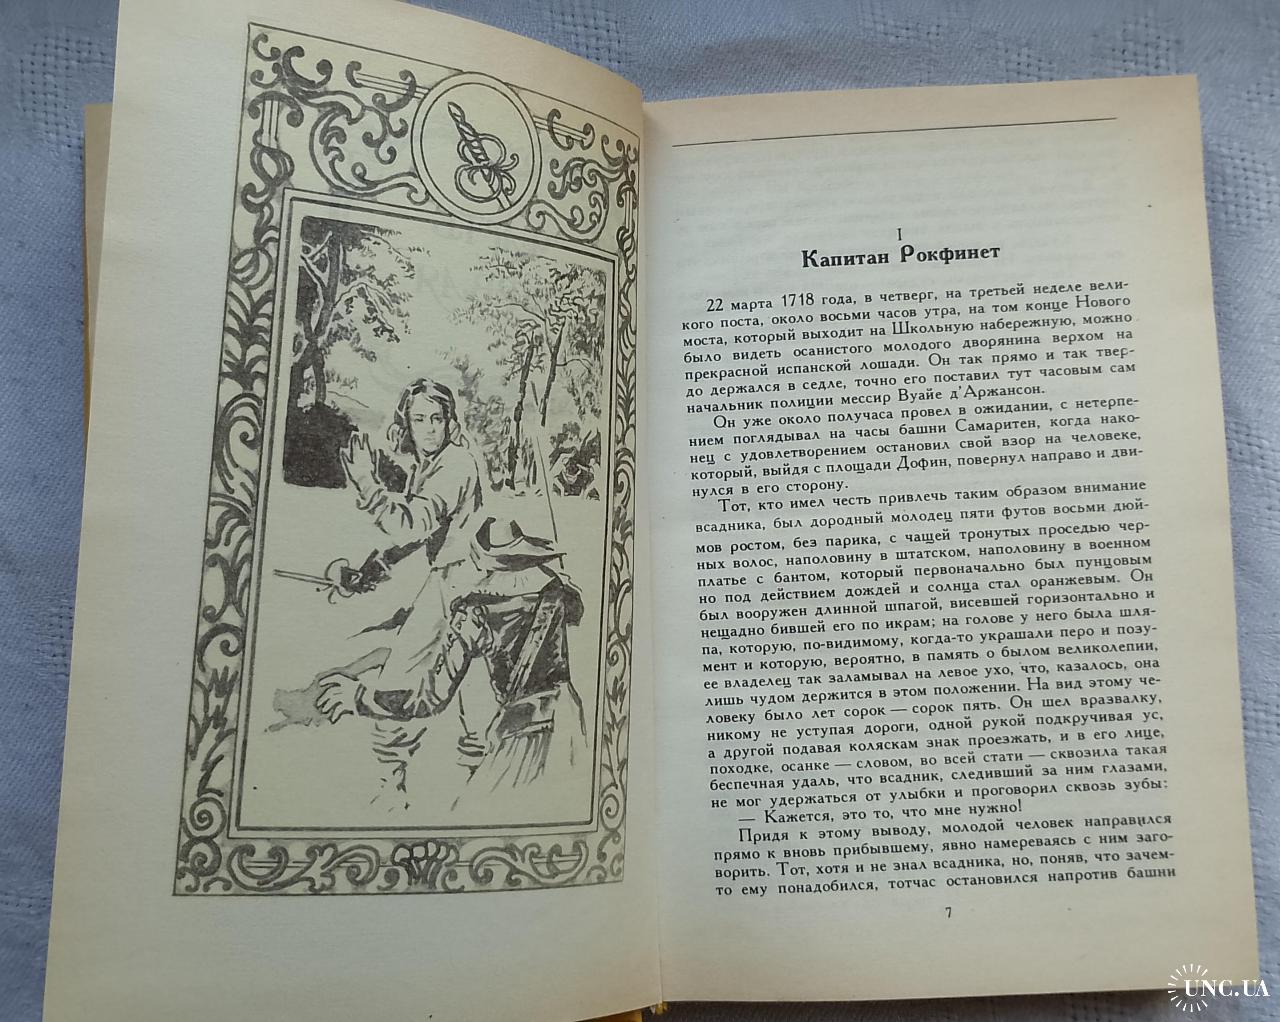 I
Капитан Рокфинет
22 марта 1718 года, в четверг, на третьей неделе вели-
кого поста, около восьми часов утра, на том конце Нового
моста, который выходит на Школьную набережную, можно
было видеть осанистого молодого дворянина верхом на
прекрасной испанской лошади. Он так прямо и так твер-
до держался в седле, точно его поставил тут часовым сам
начальник полиции мессир Вуайе д'Аржансон.
Он уже около получаса провел в ожидании, с нетерпе-
нием поглядывал на часы башни Самаритен, когда нако-
нец с удовлетворением остановил свой взор на человеке,
который, выйдя с площади Дофин, повернул направо и дви-
нулся в его сторону.
Тот, кто имел честь привлечь таким образом внимание
всадника, был дородный молодец пяти футов восьми дюй-
мов ростом, без парика, с чащей тронутых проседью чер-
ных волос, наполовину в штатском, наполовину в военном
платье с бантом, который первоначально был пунцовым
но под действием дождей и солнца стал оранжевым. Он
был вооружен длинной шпагой, висевшей горизонтально и
нещадно бившей его по икрам; на голове у него была шля-
па, которую, по-видимому, когда-то украшали перо и позу-
мент и которую, вероятно, в память о былом великолепии,
ее владелец так заламывал на левое ухо, что, казалось, она
лишь чудом держится в этом положении. На вид этому че-
ловеку было лет сорок — сорок пять. Он шел вразвалку,
никому не уступая дороги, одной рукой подкручивая ус,
а другой подавая коляскам знак проезжать, и в его лице,
походке, осанке — словом, во всей стати — сквозила такая
беспечная удаль, что всадник, следивший за ним глазами,
не мог удержаться от улыбки и проговорил сквозь зубы:
— Кажется, это то, что мне нужно!
Придя к этому выводу, молодой человек направился
прямо к вновь прибывшему, явно намереваясь с ним заго-
ворить. Тот, хотя и не знал всадника, но, поняв, что зачем-
то ему понадобился, тотчас остановился напротив башни
7
UNC.UA